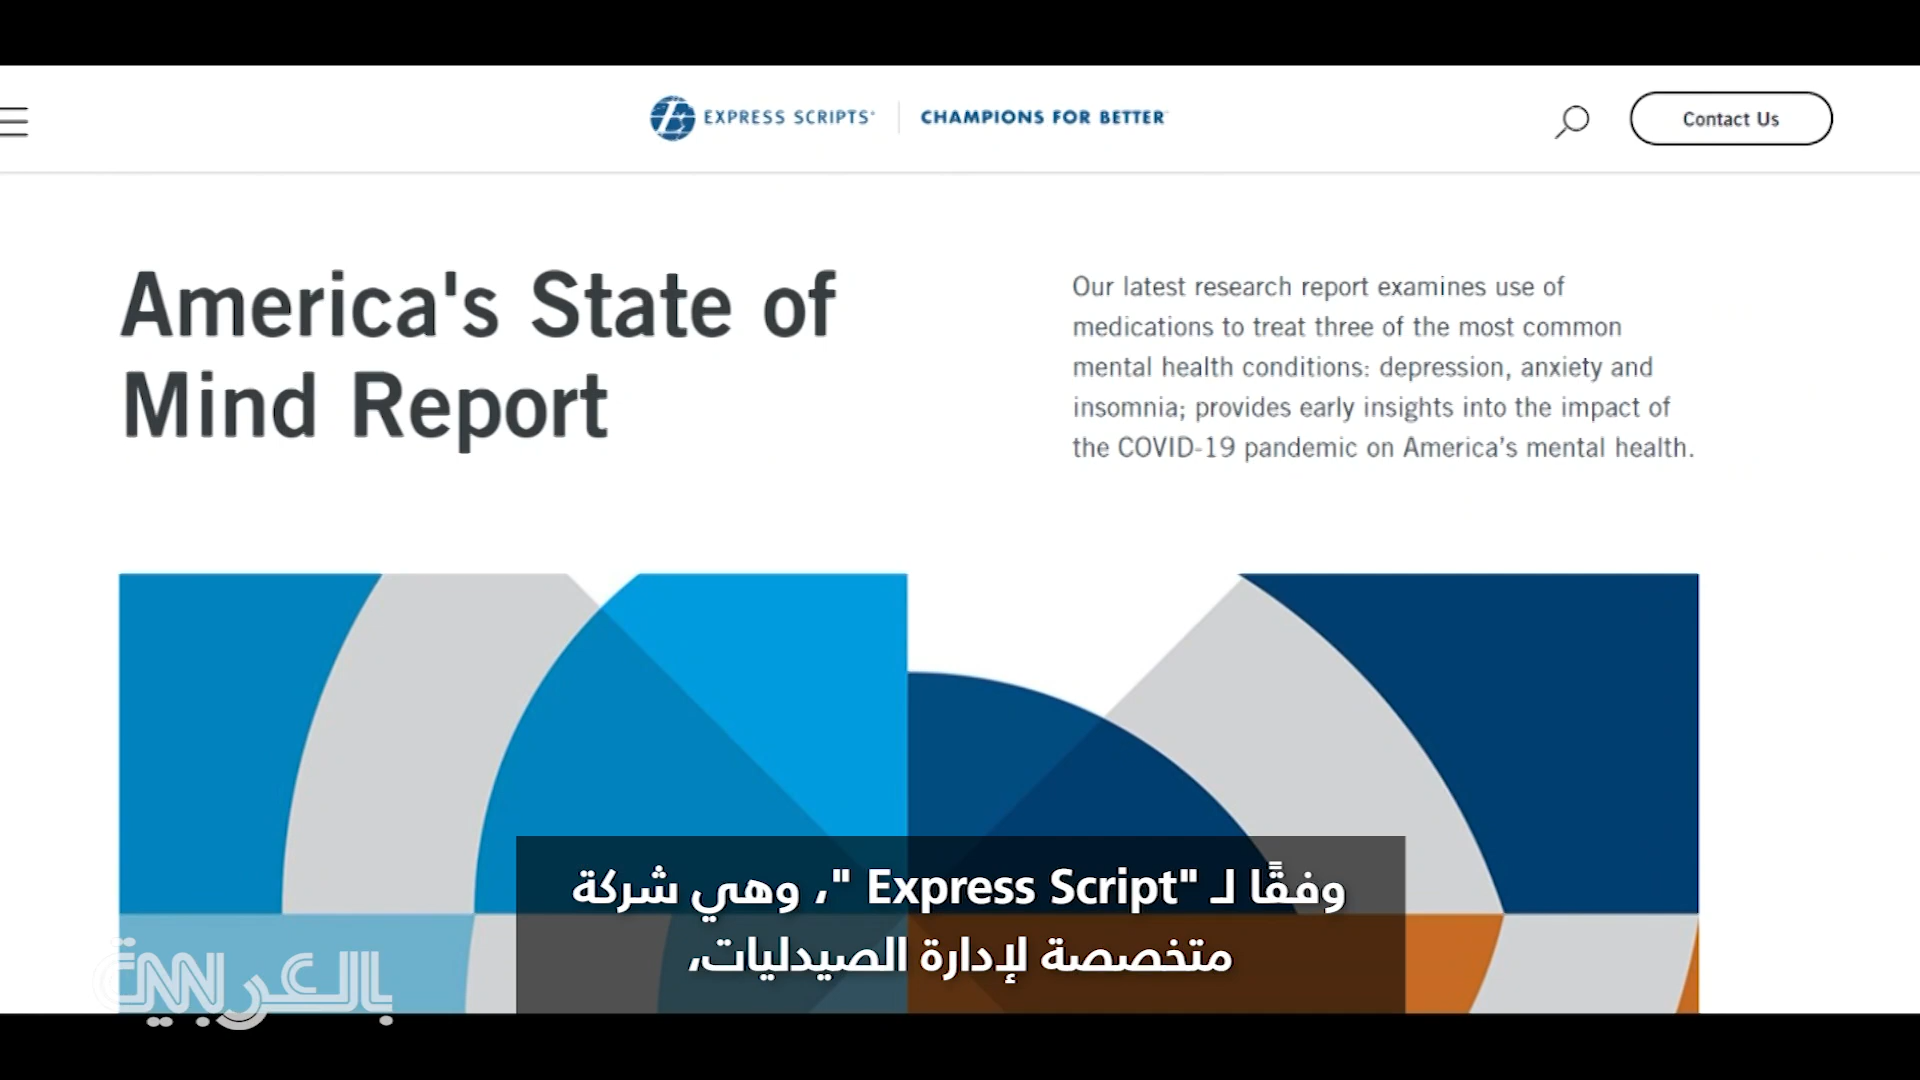 EXPRESS SCRIPTS® CHAMPIONS FOR BETTER™
Contact Us
America's State of
Mind Report
Our latest research report examines use of
medications to treat three of the most common
mental health conditions: depression, anxiety and
insomnia; provides early insights into the impact of
the COVID-19 pandemic on America's mental health.
وفقًا لـ "Express Script "، وهي شركة
متخصصة لإدارة الصيدليات،
CNN بالعربية